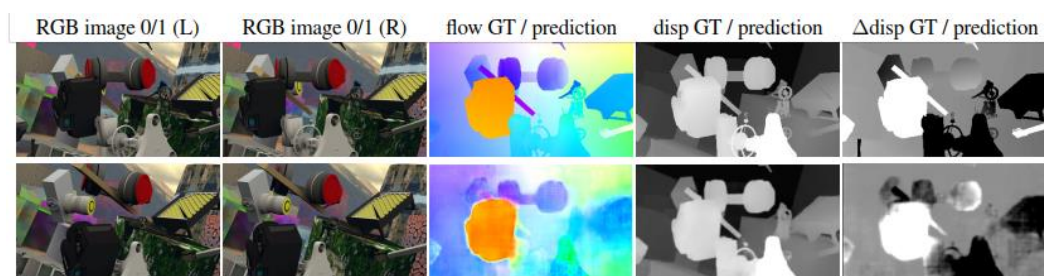 RGB image 0/1 (L) RGB image 0/1 (R) flow GT / prediction disp GT / prediction Δdisp GT / prediction